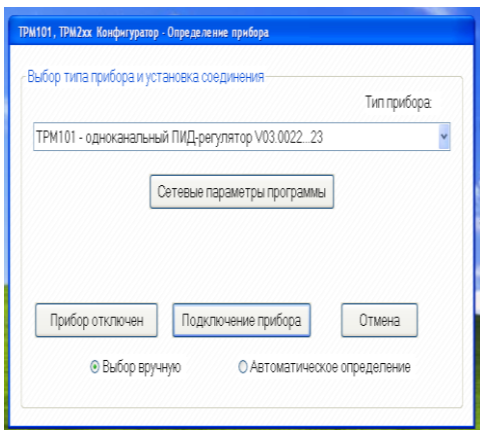 ТРМ101, ТРМ2хх Конфигуратор - Определение прибора
Выбор типа прибора и установка соединения
Тип прибора:
ТРМ101 - одноканальный ПИД-регулятор V03.0022...23
Сетевые параметры программы
Прибор отключен Подключение прибора Отмена
Выбор вручную Автоматическое определение